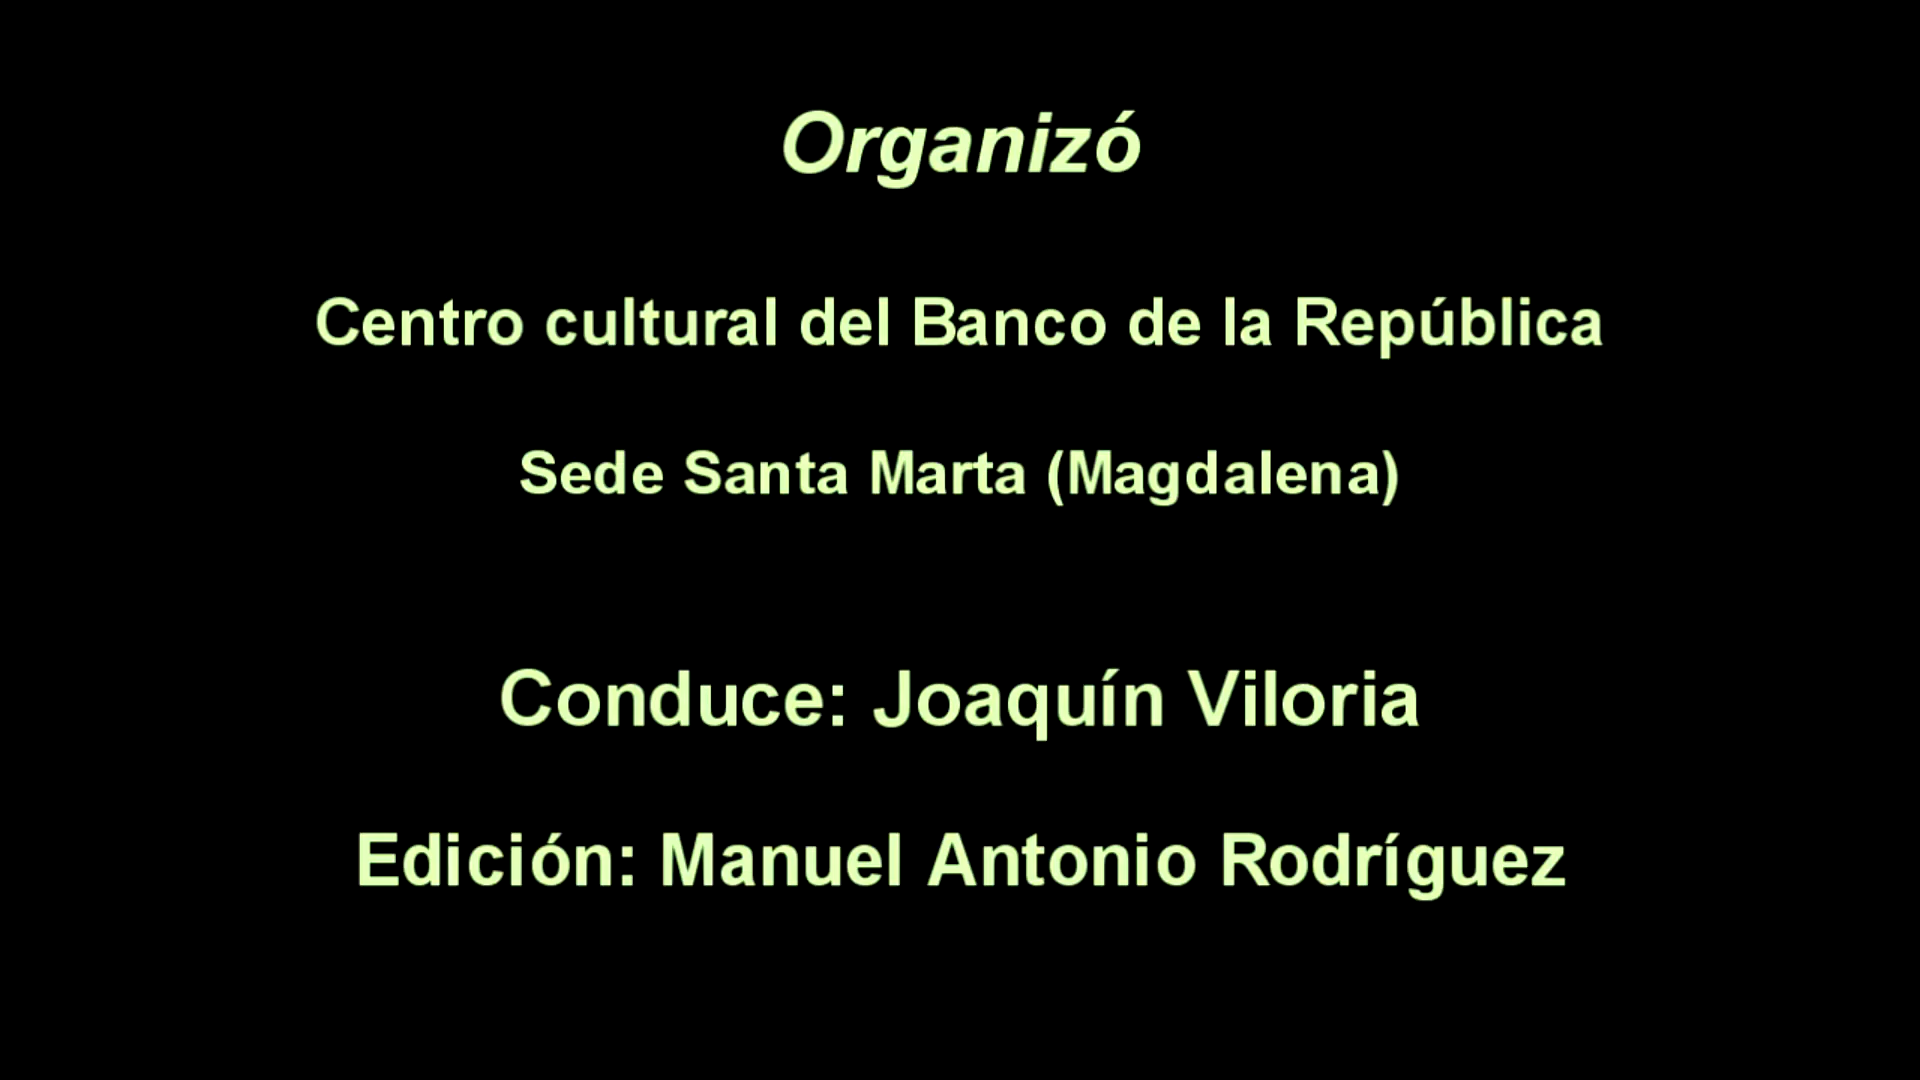 Organizó
Centro cultural del Banco de la República
Sede Santa Marta (Magdalena)
Conduce: Joaquín Viloria
Edición: Manuel Antonio Rodríguez